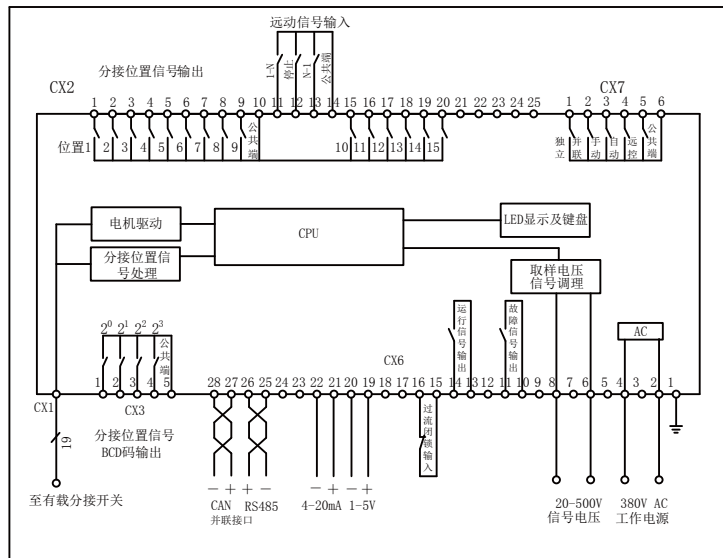 远动信号输入
分接位置信号输出
CX2
CX7
1-N
停止
N-1
公共端
1 2 3 4 5 6 7 8 9 10 11 12 13 14 15 16 17 18 19 20 21 22 23 24 25
1 2 3 4 5 6
位置1 2 3 4 5 6 7 8 9
公共端
10 11 12 13 14 15
独立
并联
手动
自动
远控
公共端
电机驱动
CPU
LED显示及键盘
分接位置信
号处理
取样电压
信号调理
2⁰ 2¹ 2² 2³
公共端
运行信号输出
故障信号输出
AC
CX6
1 2 3 4 5
28 27 26 25 24 23 22 21 20 19 18 17 16 15 14 13 12 11 10 9 8 7 6 5 4 3 2 1
CX1
CX3
19
分接位置信号
BCD码输出
过流闭锁输入
至有载分接开关
− + + − − + − +
CAN RS485 4-20mA 1-5V
并联接口
20-500V
信号电压
380V AC
工作电源